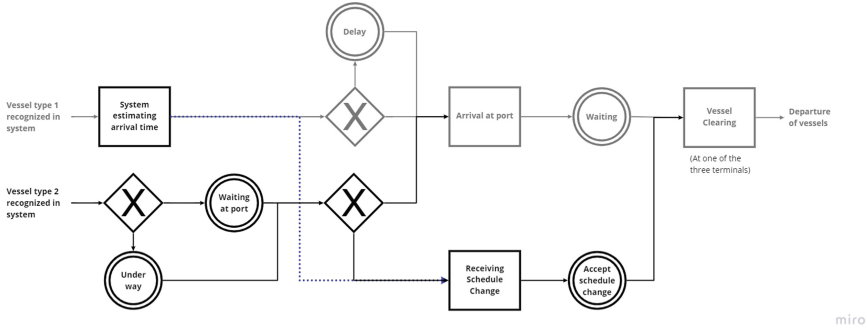 Delay
Vessel type 1
recognized in
system
System
estimating
arrival time
X
Arrival at port
Waiting
Vessel
Clearing
Departure
of vessels
(At one of the
three terminals)
Vessel type 2
recognized in
system
X
Waiting
at port
X
Under
way
Receiving
Schedule
Change
Accept
schedule
change
miro